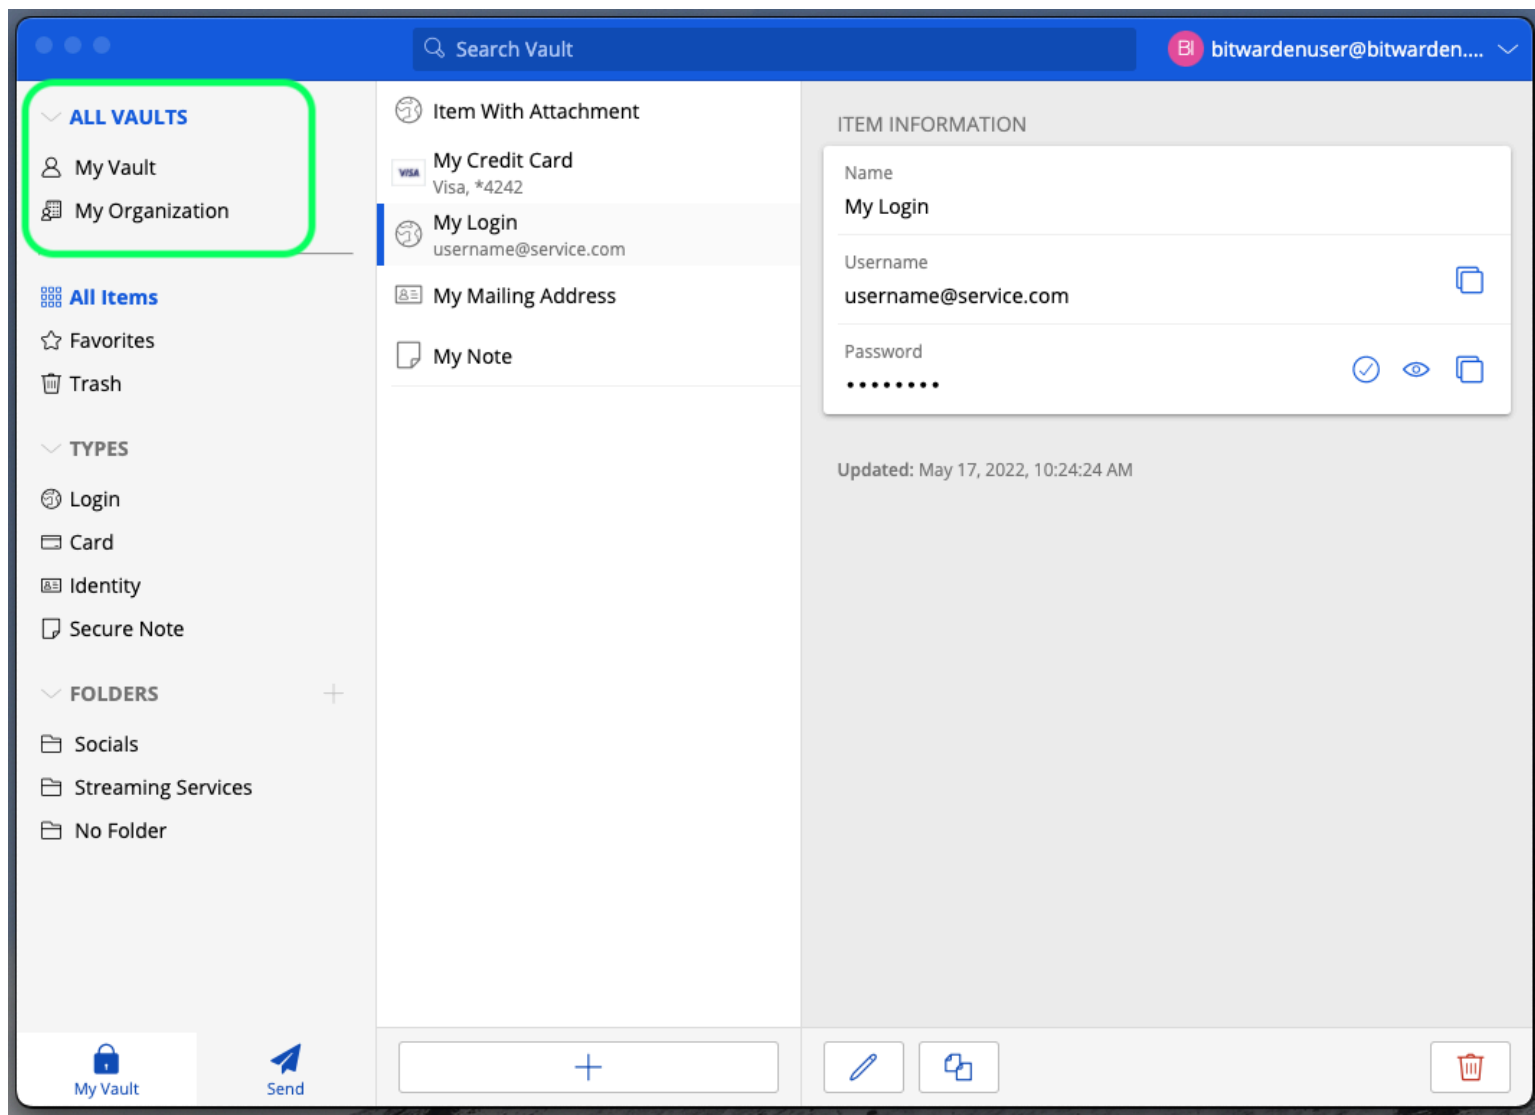 Search Vault
BI
bitwardenuser@bitwarden....
ALL VAULTS
My Vault
My Organization
All Items
Favorites
Trash
TYPES
Login
Card
Identity
Secure Note
FOLDERS
Socials
Streaming Services
No Folder
My Vault
Send
Item With Attachment
VISA
My Credit Card
Visa, *4242
My Login
username@service.com
My Mailing Address
My Note
ITEM INFORMATION
Name
My Login
Username
username@service.com
Password
••••••••
Updated: May 17, 2022, 10:24:24 AM